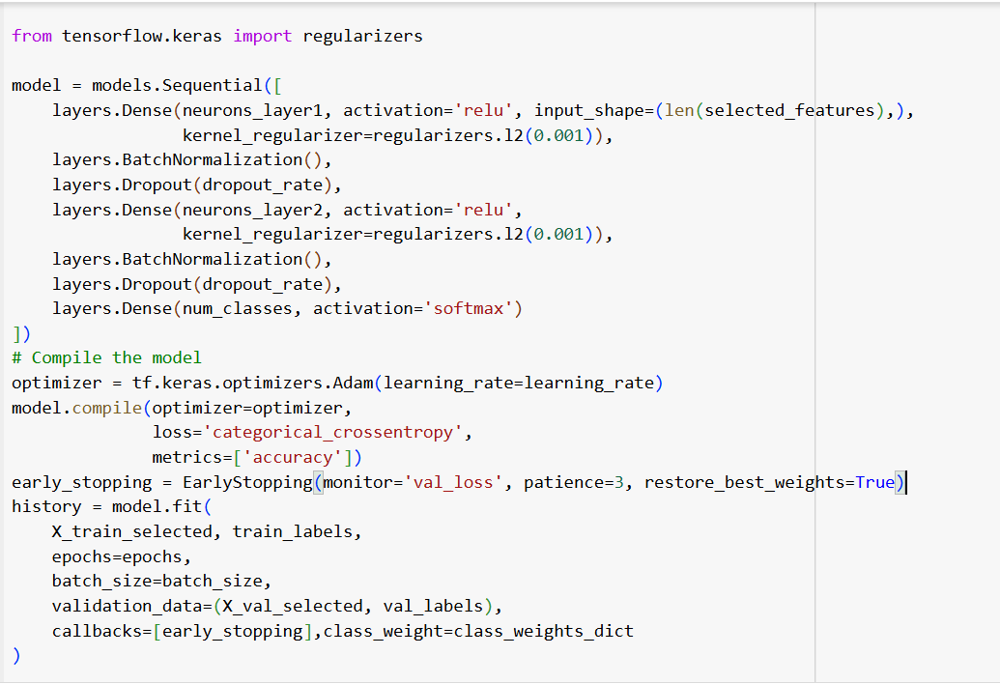 from tensorflow.keras import regularizers
model = models.Sequential([
    layers.Dense(neurons_layer1, activation='relu', input_shape=(len(selected_features),),
                 kernel_regularizer=regularizers.l2(0.001)),
    layers.BatchNormalization(),
    layers.Dropout(dropout_rate),
    layers.Dense(neurons_layer2, activation='relu',
                 kernel_regularizer=regularizers.l2(0.001)),
    layers.BatchNormalization(),
    layers.Dropout(dropout_rate),
    layers.Dense(num_classes, activation='softmax')
])
# Compile the model
optimizer = tf.keras.optimizers.Adam(learning_rate=learning_rate)
model.compile(optimizer=optimizer,
              loss='categorical_crossentropy',
              metrics=['accuracy'])
early_stopping = EarlyStopping(monitor='val_loss', patience=3, restore_best_weights=True)
history = model.fit(
    X_train_selected, train_labels,
    epochs=epochs,
    batch_size=batch_size,
    validation_data=(X_val_selected, val_labels),
    callbacks=[early_stopping],class_weight=class_weights_dict
)